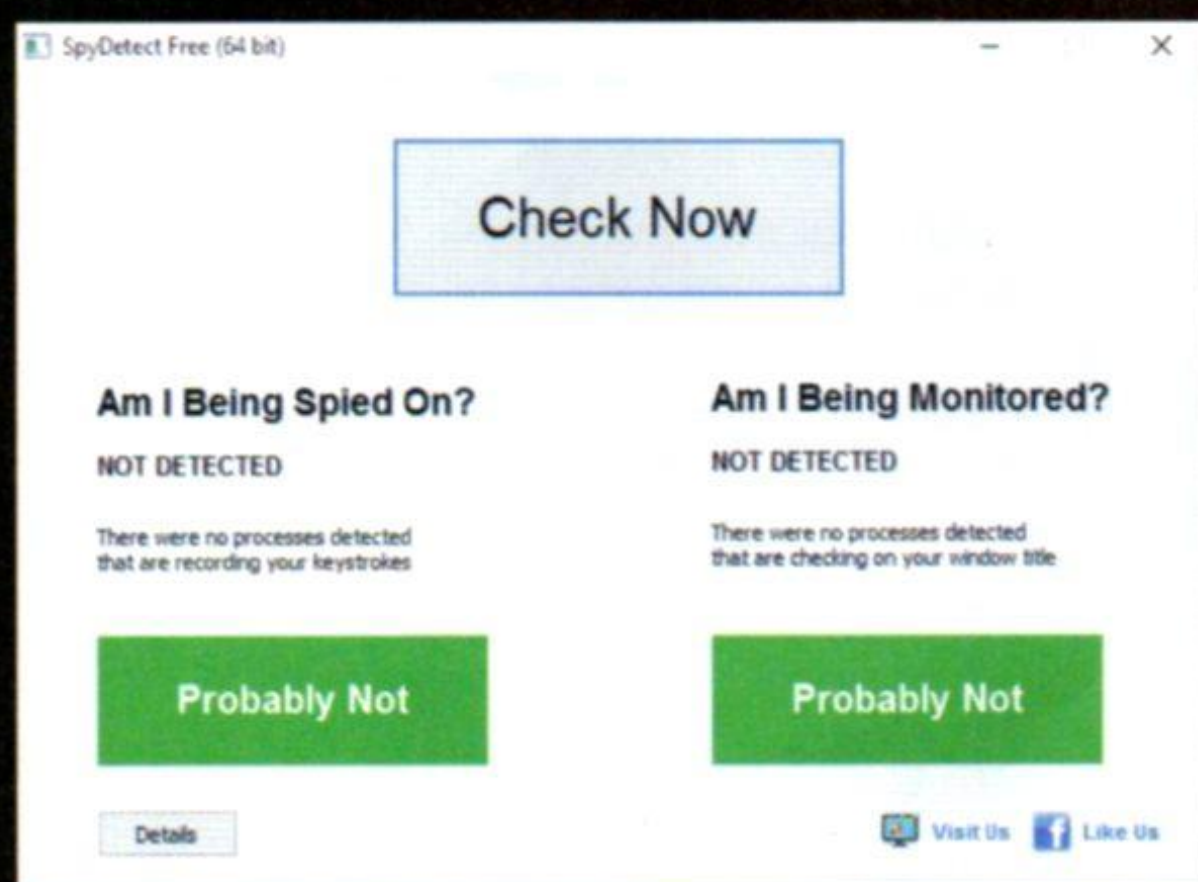 SpyDetect Free (64 bit)
Check Now
Am I Being Spied On?
NOT DETECTED
There were no processes detected
that are recording your keystrokes
Probably Not
Details
Am I Being Monitored?
NOT DETECTED
There were no processes detected
that are checking on your window title
Probably Not
Visit Us
Like Us